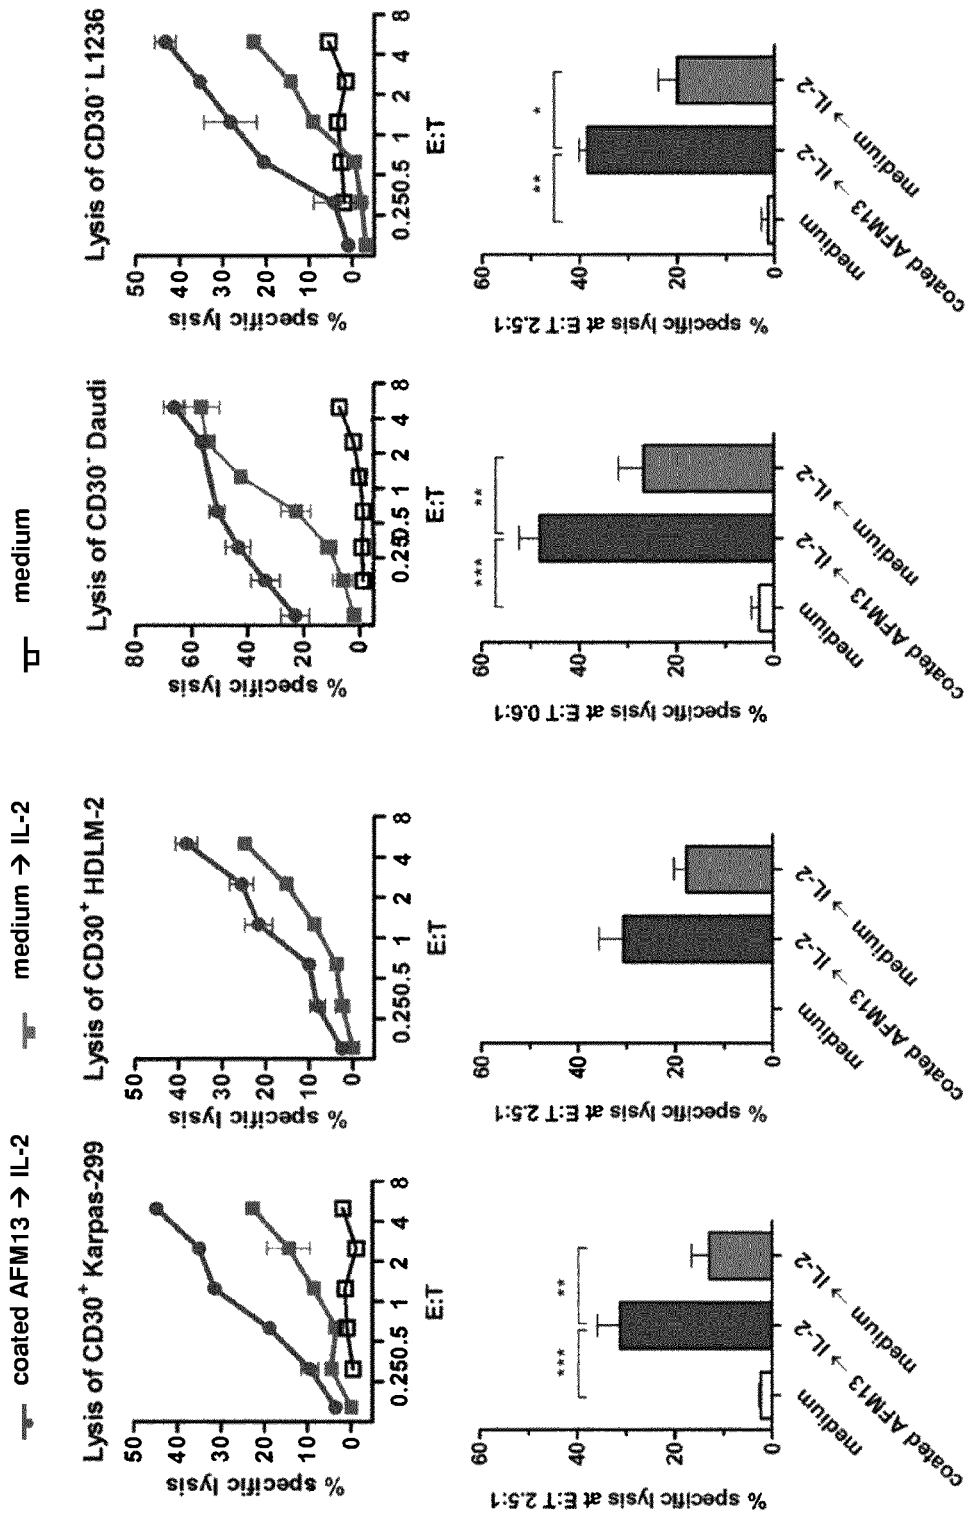 coated AFM13 → IL-2
medium → IL-2
medium
Lysis of CD30+ Karpas-299
% specific lysis
50
40
30
20
10
0
0.250.5 1 2 4 8
E:T
Lysis of CD30+ HDLM-2
% specific lysis
50
40
30
20
10
0
0.250.5 1 2 4 8
E:T
Lysis of CD30- Daudi
% specific lysis
80
60
40
20
0
0.250.5 1 2 4 8
E:T
Lysis of CD30- L1236
% specific lysis
50
40
30
20
10
0
0.250.5 1 2 4 8
E:T
% specific lysis at E:T 2.5:1
60
40
20
0
*** **
medium
coated AFM13 → IL-2
medium → IL-2
% specific lysis at E:T 2.5:1
60
40
20
0
medium
coated AFM13 → IL-2
medium → IL-2
% specific lysis at E:T 0.6:1
60
40
20
0
*** **
medium
coated AFM13 → IL-2
medium → IL-2
% specific lysis at E:T 2.5:1
60
40
20
0
** *
medium
coated AFM13 → IL-2
medium → IL-2